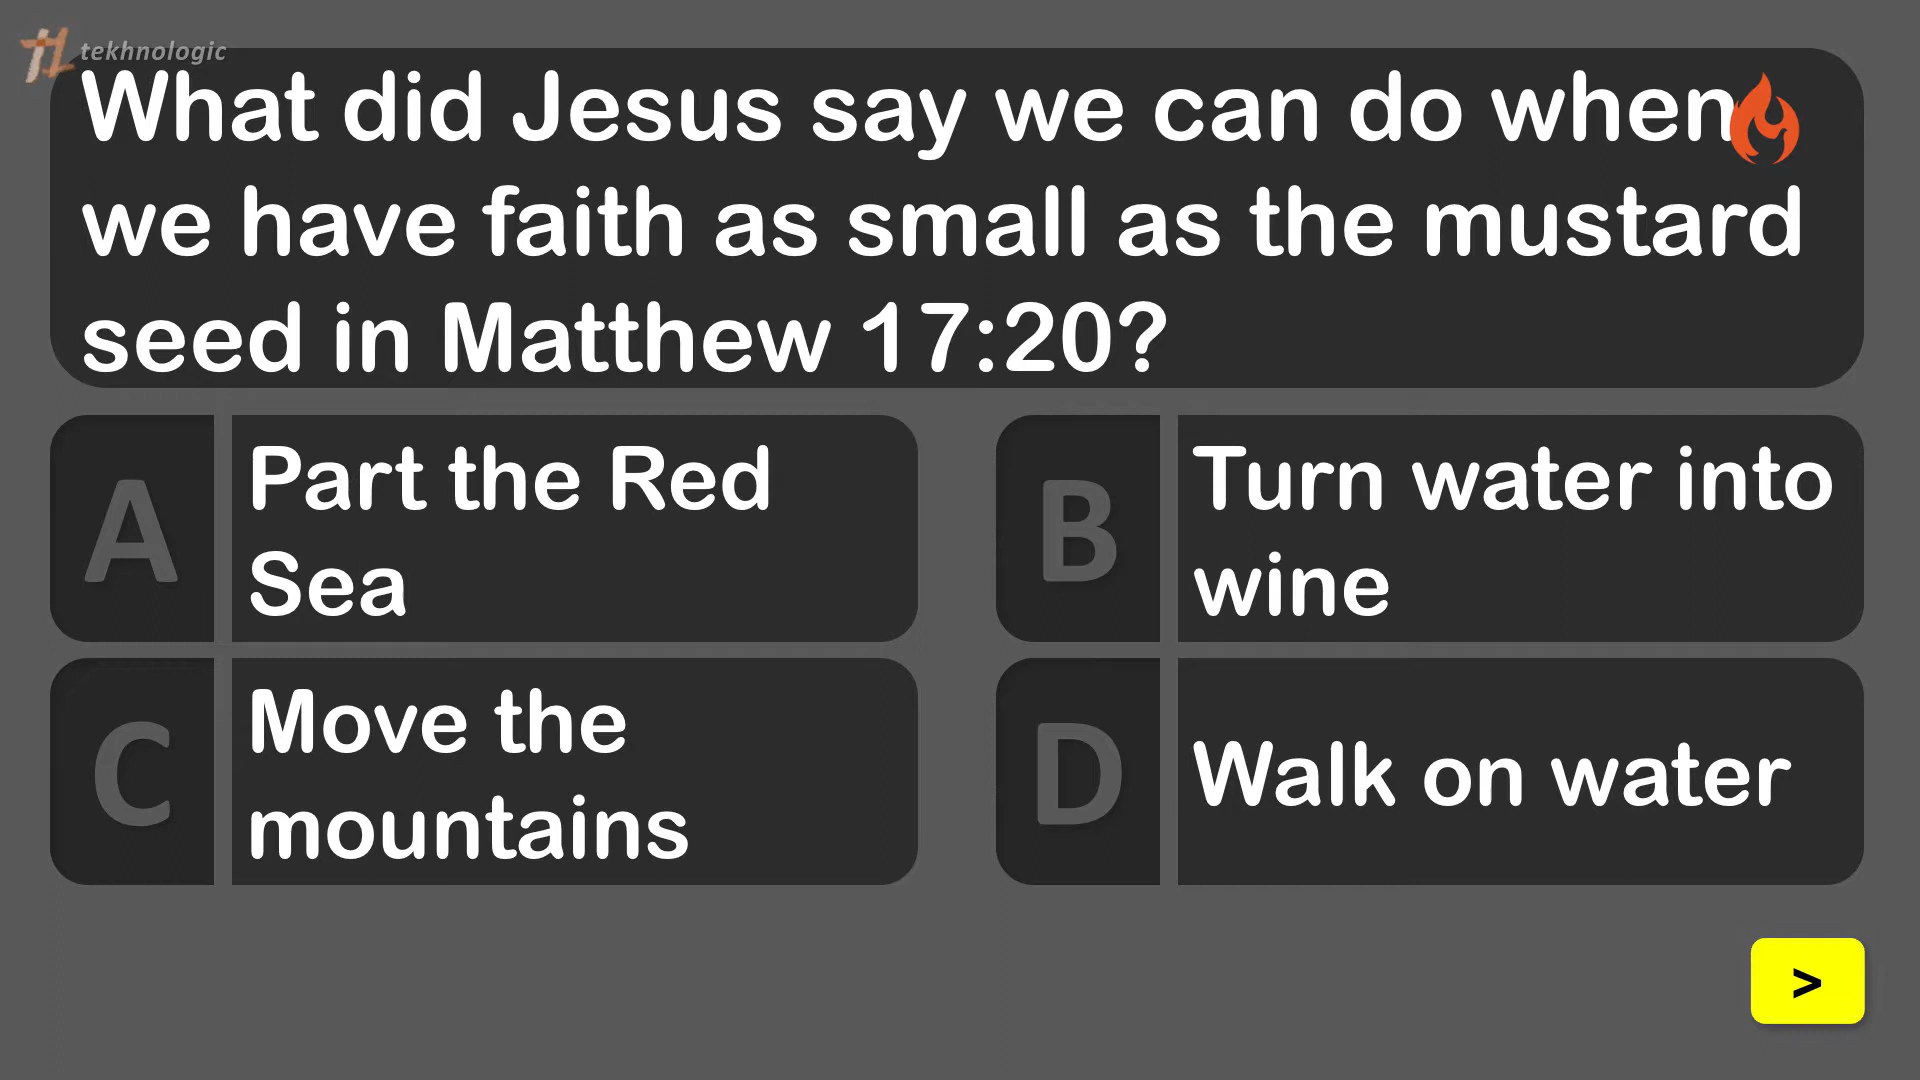 tekhnologic
What did Jesus say we can do when
we have faith as small as the mustard
seed in Matthew 17:20?
A
Part the Red
Sea
B
Turn water into
wine
C
Move the
mountains
D
Walk on water
>